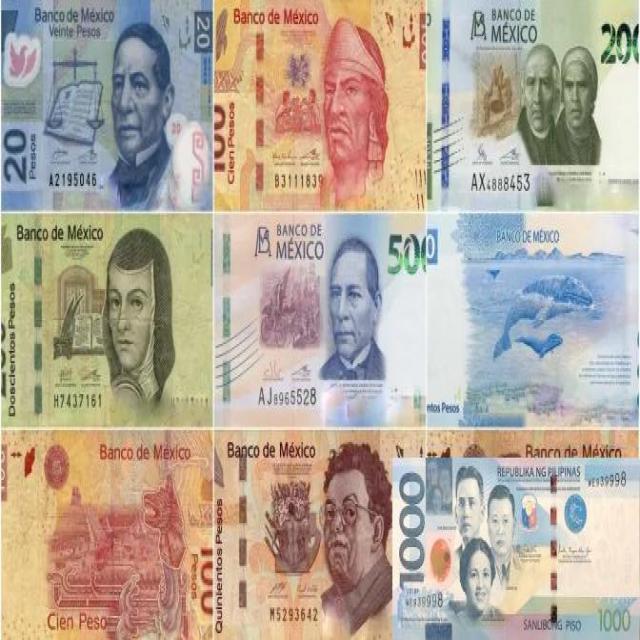 Banco de México
Veinte Pesos
20
20
Pesos
A2195046
Banco de México
100
Cien Pesos
B3111839
BANCO DE
MÉXICO
200
AX4888453
Banco de México
Doscientos Pesos
H7437161
BANCO DE
MÉXICO
500
AJ8965528
BANCO DE MÉXICO
ntos Pesos
Banco de México
100
Pesos
Cien Peso
Banco de México
Quinientos Pesos
M5293642
Banco de México
REPUBLIKA NG PILIPINAS
1000
WE939998
WE939998
SANLIBONG PISO
1000